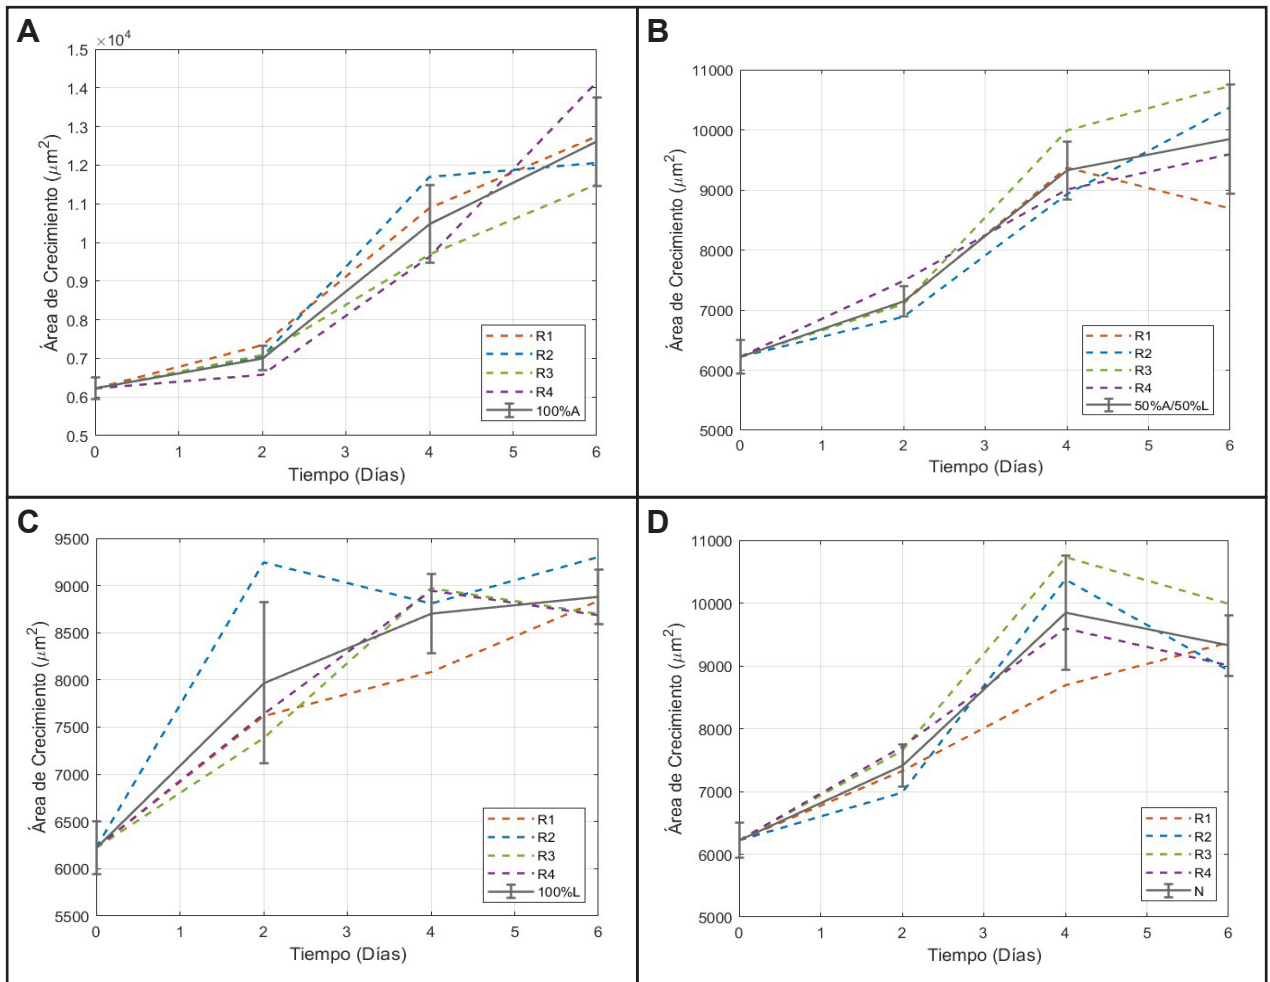 A
×10⁴
1.5
1.4
1.3
1.2
1.1
1
0.9
0.8
0.7
0.6
0.5
0 1 2 3 4 5 6
Área de Crecimiento (μm²)
Tiempo (Días)
R1
R2
R3
R4
100%A
B
11000
10000
9000
8000
7000
6000
5000
0 1 2 3 4 5 6
Área de Crecimiento (μm²)
Tiempo (Días)
R1
R2
R3
R4
50%A/50%L
C
9500
9000
8500
8000
7500
7000
6500
6000
5500
0 1 2 3 4 5 6
Área de Crecimiento (μm²)
Tiempo (Días)
R1
R2
R3
R4
100%L
D
11000
10000
9000
8000
7000
6000
5000
0 1 2 3 4 5 6
Área de Crecimiento (μm²)
Tiempo (Días)
R1
R2
R3
R4
N